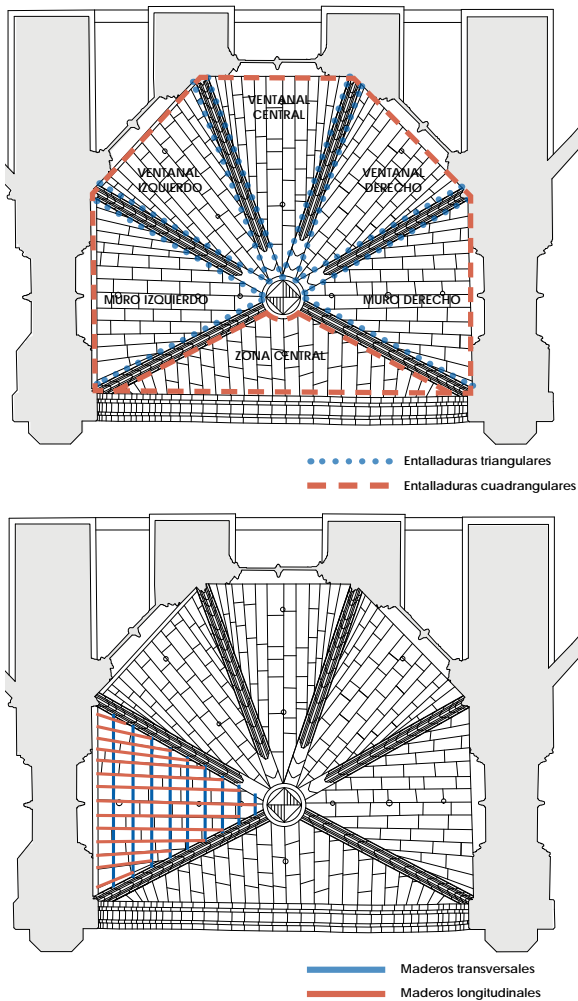 VENTANAL
CENTRAL
VENTANAL
IZQUIERDO
VENTANAL
DERECHO
MURO IZQUIERDO
MURO DERECHO
ZONA CENTRAL
Entalladuras triangulares
Entalladuras cuadrangulares
Maderos transversales
Maderos longitudinales